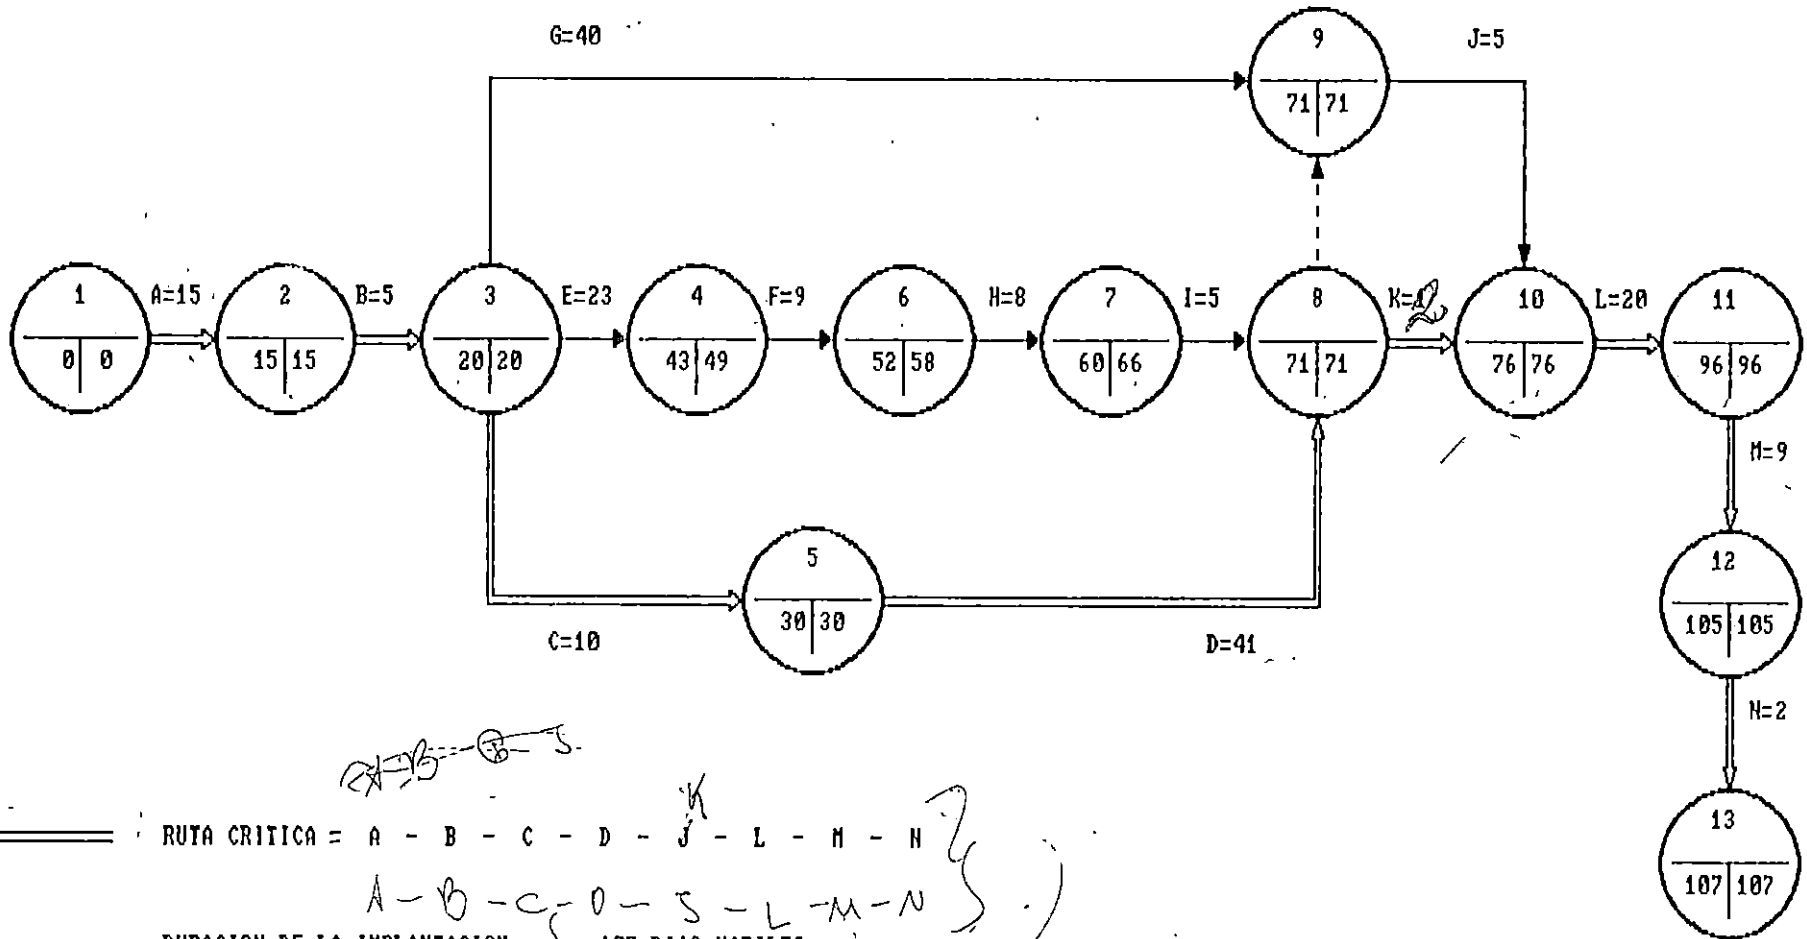 G=40
9
J=5
71 71
1
A=15
2
B=5
3
E=23
4
F=9
6
H=8
7
I=5
8
10
L=20
11
0 0
15 15
20 20
43 49
52 58
60 66
71 71
76 76
96 96
M=9
5
30 30
C=10
D=41
12
105 105
N=2
13
107 107
K
RUTA CRITICA = A - B - C - D - J - L - M - N
A - B - C - D - J - L - M - N